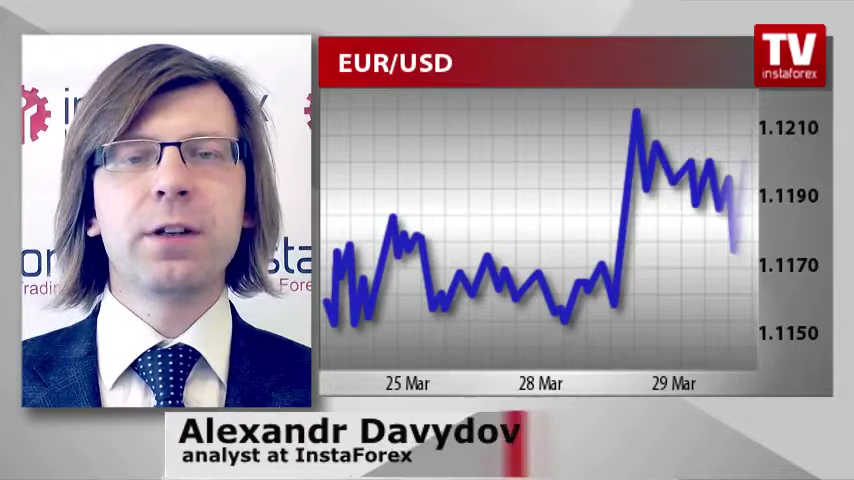 EUR/USD
TV
instaforex
1.1210
1.1190
1.1170
1.1150
25 Mar
28 Mar
29 Mar
Alexandr Davydov
analyst at InstaForex